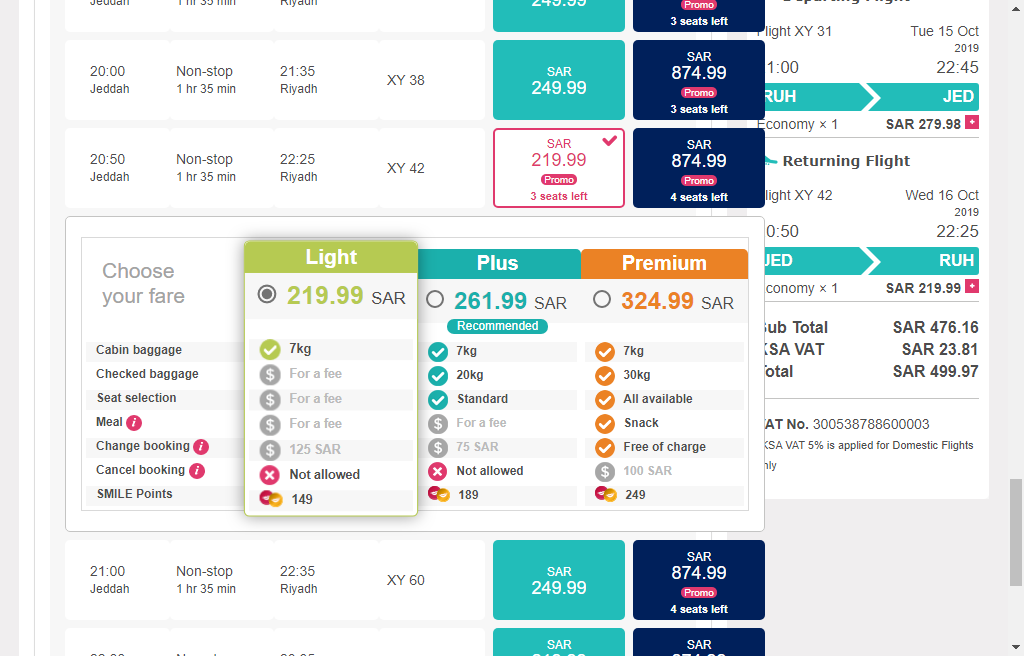 Jeddah 1 hr 35 min Riyadh
249.99
Promo
3 seats left
20:00 Non-stop 21:35
Jeddah 1 hr 35 min Riyadh
XY 38
SAR
249.99
SAR
874.99
Promo
3 seats left
20:50 Non-stop 22:25
Jeddah 1 hr 35 min Riyadh
XY 42
SAR
219.99
Promo
3 seats left
SAR
874.99
Promo
4 seats left
Choose
your fare
Light Plus Premium
219.99 SAR 261.99 SAR 324.99 SAR
Recommended
Cabin baggage 7kg 7kg 7kg
Checked baggage $ For a fee 20kg 30kg
Seat selection $ For a fee Standard All available
Meal i $ For a fee $ For a fee Snack
Change booking i $ 125 SAR $ 75 SAR Free of charge
Cancel booking i Not allowed Not allowed $ 100 SAR
SMILE Points 149 189 249
21:00 Non-stop 22:35
Jeddah 1 hr 35 min Riyadh
XY 60
SAR
249.99
SAR
874.99
Promo
4 seats left
SAR
SAR
light XY 31 Tue 15 Oct
2019
1:00 22:45
RUH JED
Economy × 1 SAR 279.98 +
Returning Flight
light XY 42 Wed 16 Oct
2019
0:50 22:25
JED RUH
conomy × 1 SAR 219.99 +
ub Total SAR 476.16
KSA VAT SAR 23.81
otal SAR 499.97
AT No. 300538788600003
KSA VAT 5% is applied for Domestic Flights
nly